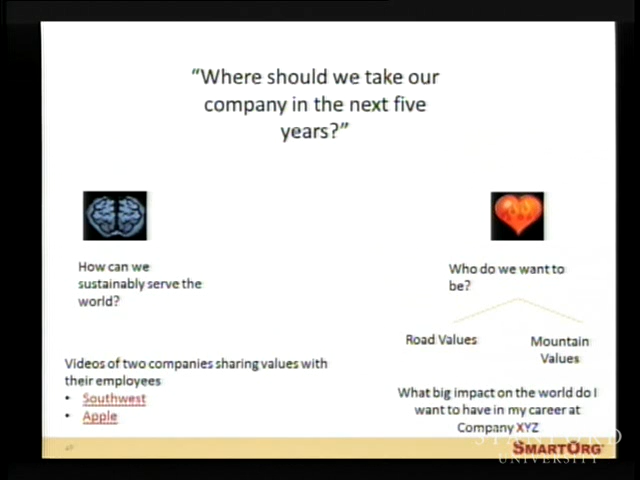 “Where should we take our
company in the next five
years?”
How can we
sustainably serve the
world?
Who do we want to
be?
Road Values
Mountain
Values
Videos of two companies sharing values with
their employees
• Southwest
• Apple
What big impact on the world do I
want to have in my career at
Company XYZ
STANFORD
UNIVERSITY
SMARTORG